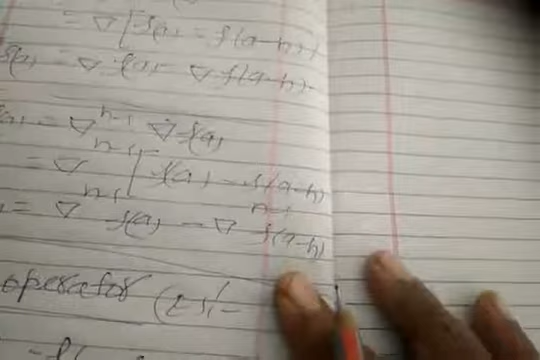 = ∇[f(a) - f(a-h)]
f(a) = ∇ f(a) - ∇ f(a-h).
= ∇ⁿ⁻¹ ∇f(a)
= ∇ⁿ⁻¹[f(a) - f(a-h)
= ∇ⁿ⁻¹ f(a) - ∇ⁿ⁻¹ f(a-h)
operator (E):-